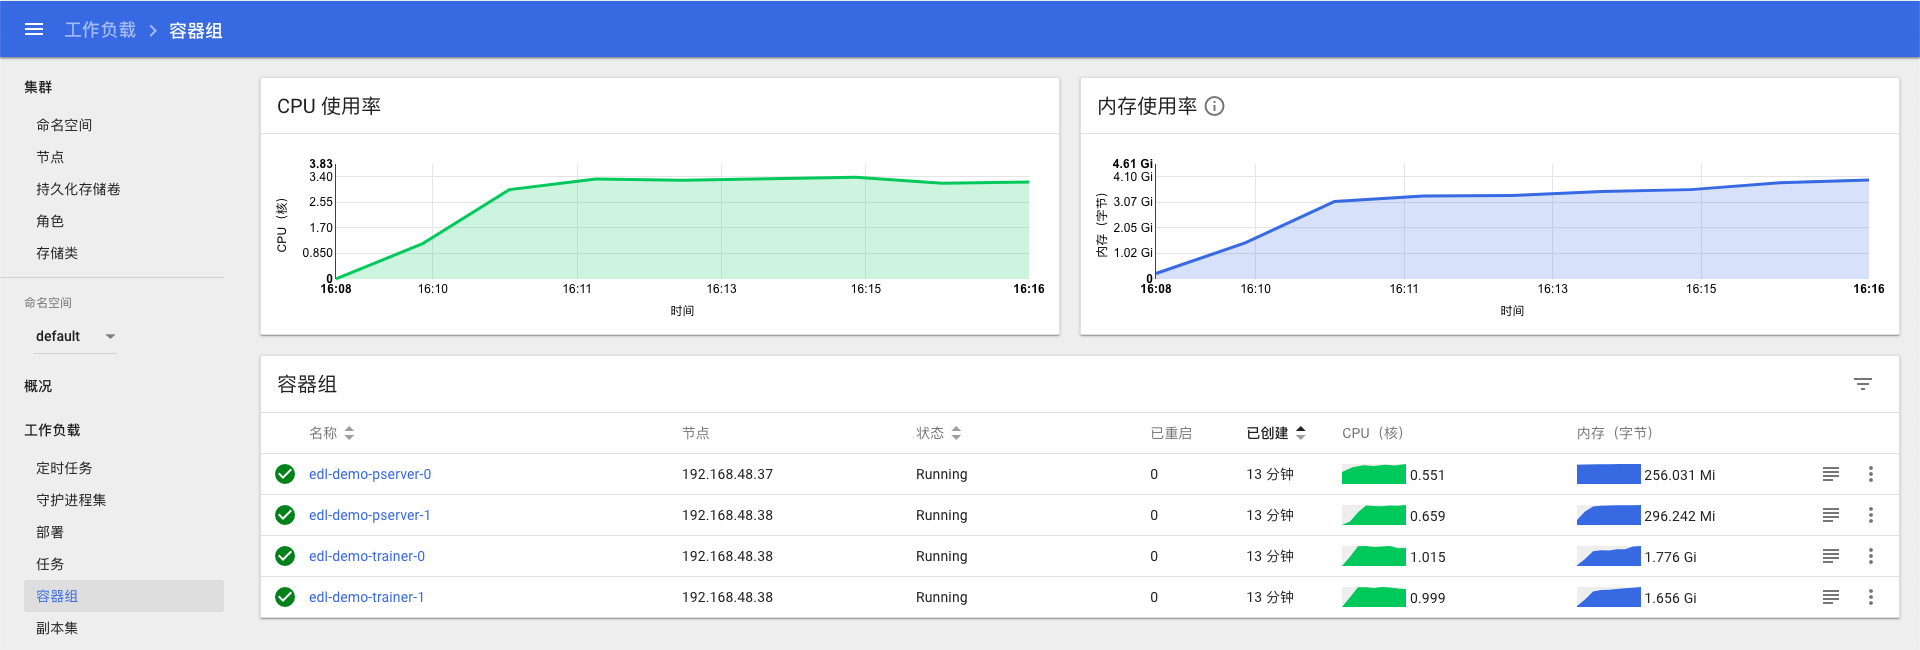 工作负载 > 容器组
集群
命名空间
节点
持久化存储卷
角色
存储类
命名空间
default
概况
工作负载
定时任务
守护进程集
部署
任务
容器组
副本集
CPU 使用率
CPU（核）
3.83
3.40
2.55
1.70
0.850
0
16:08 16:10 16:11 16:13 16:15 16:16
时间
内存使用率
内存（字节）
4.61 Gi
4.10 Gi
3.07 Gi
2.05 Gi
1.02 Gi
0
16:08 16:10 16:11 16:13 16:15 16:16
时间
容器组
名称 节点 状态 已重启 已创建 CPU（核） 内存（字节）
edl-demo-pserver-0 192.168.48.37 Running 0 13 分钟 0.551 256.031 Mi
edl-demo-pserver-1 192.168.48.38 Running 0 13 分钟 0.659 296.242 Mi
edl-demo-trainer-0 192.168.48.38 Running 0 13 分钟 1.015 1.776 Gi
edl-demo-trainer-1 192.168.48.38 Running 0 13 分钟 0.999 1.656 Gi